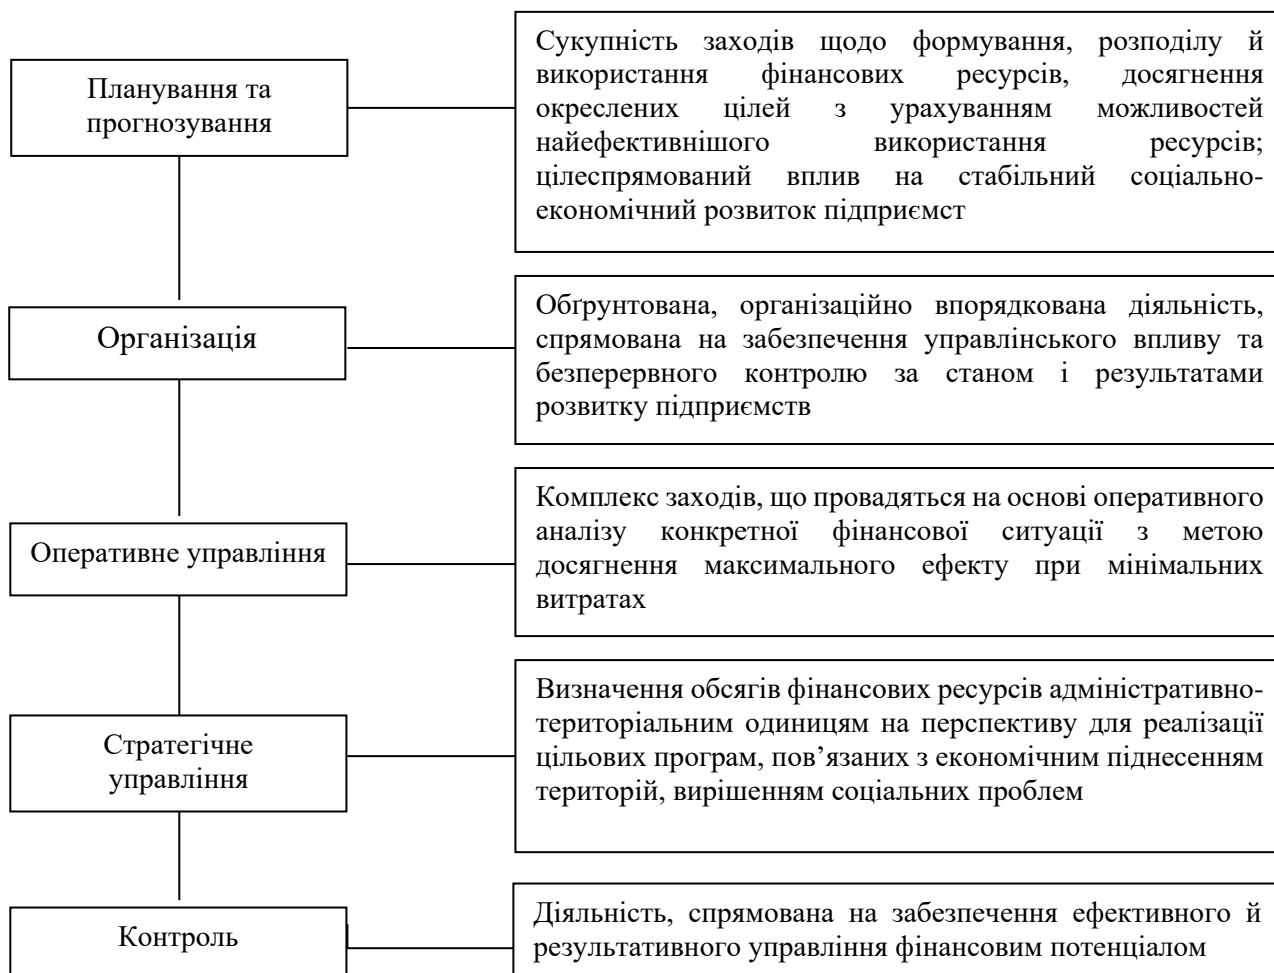 Планування та
прогнозування
Сукупність заходів щодо формування, розподілу й
використання фінансових ресурсів, досягнення
окреслених цілей з урахуванням можливостей
найефективнішого використання ресурсів;
цілеспрямований вплив на стабільний соціально-
економічний розвиток підприємст
Організація
Обґрунтована, організаційно впорядкована діяльність,
спрямована на забезпечення управлінського впливу та
безперервного контролю за станом і результатами
розвитку підприємств
Оперативне управління
Комплекс заходів, що провадяться на основі оперативного
аналізу конкретної фінансової ситуації з метою
досягнення максимального ефекту при мінімальних
витратах
Стратегічне
управління
Визначення обсягів фінансових ресурсів адміністративно-
територіальним одиницям на перспективу для реалізації
цільових програм, пов’язаних з економічним піднесенням
територій, вирішенням соціальних проблем
Контроль
Діяльність, спрямована на забезпечення ефективного й
результативного управління фінансовим потенціалом